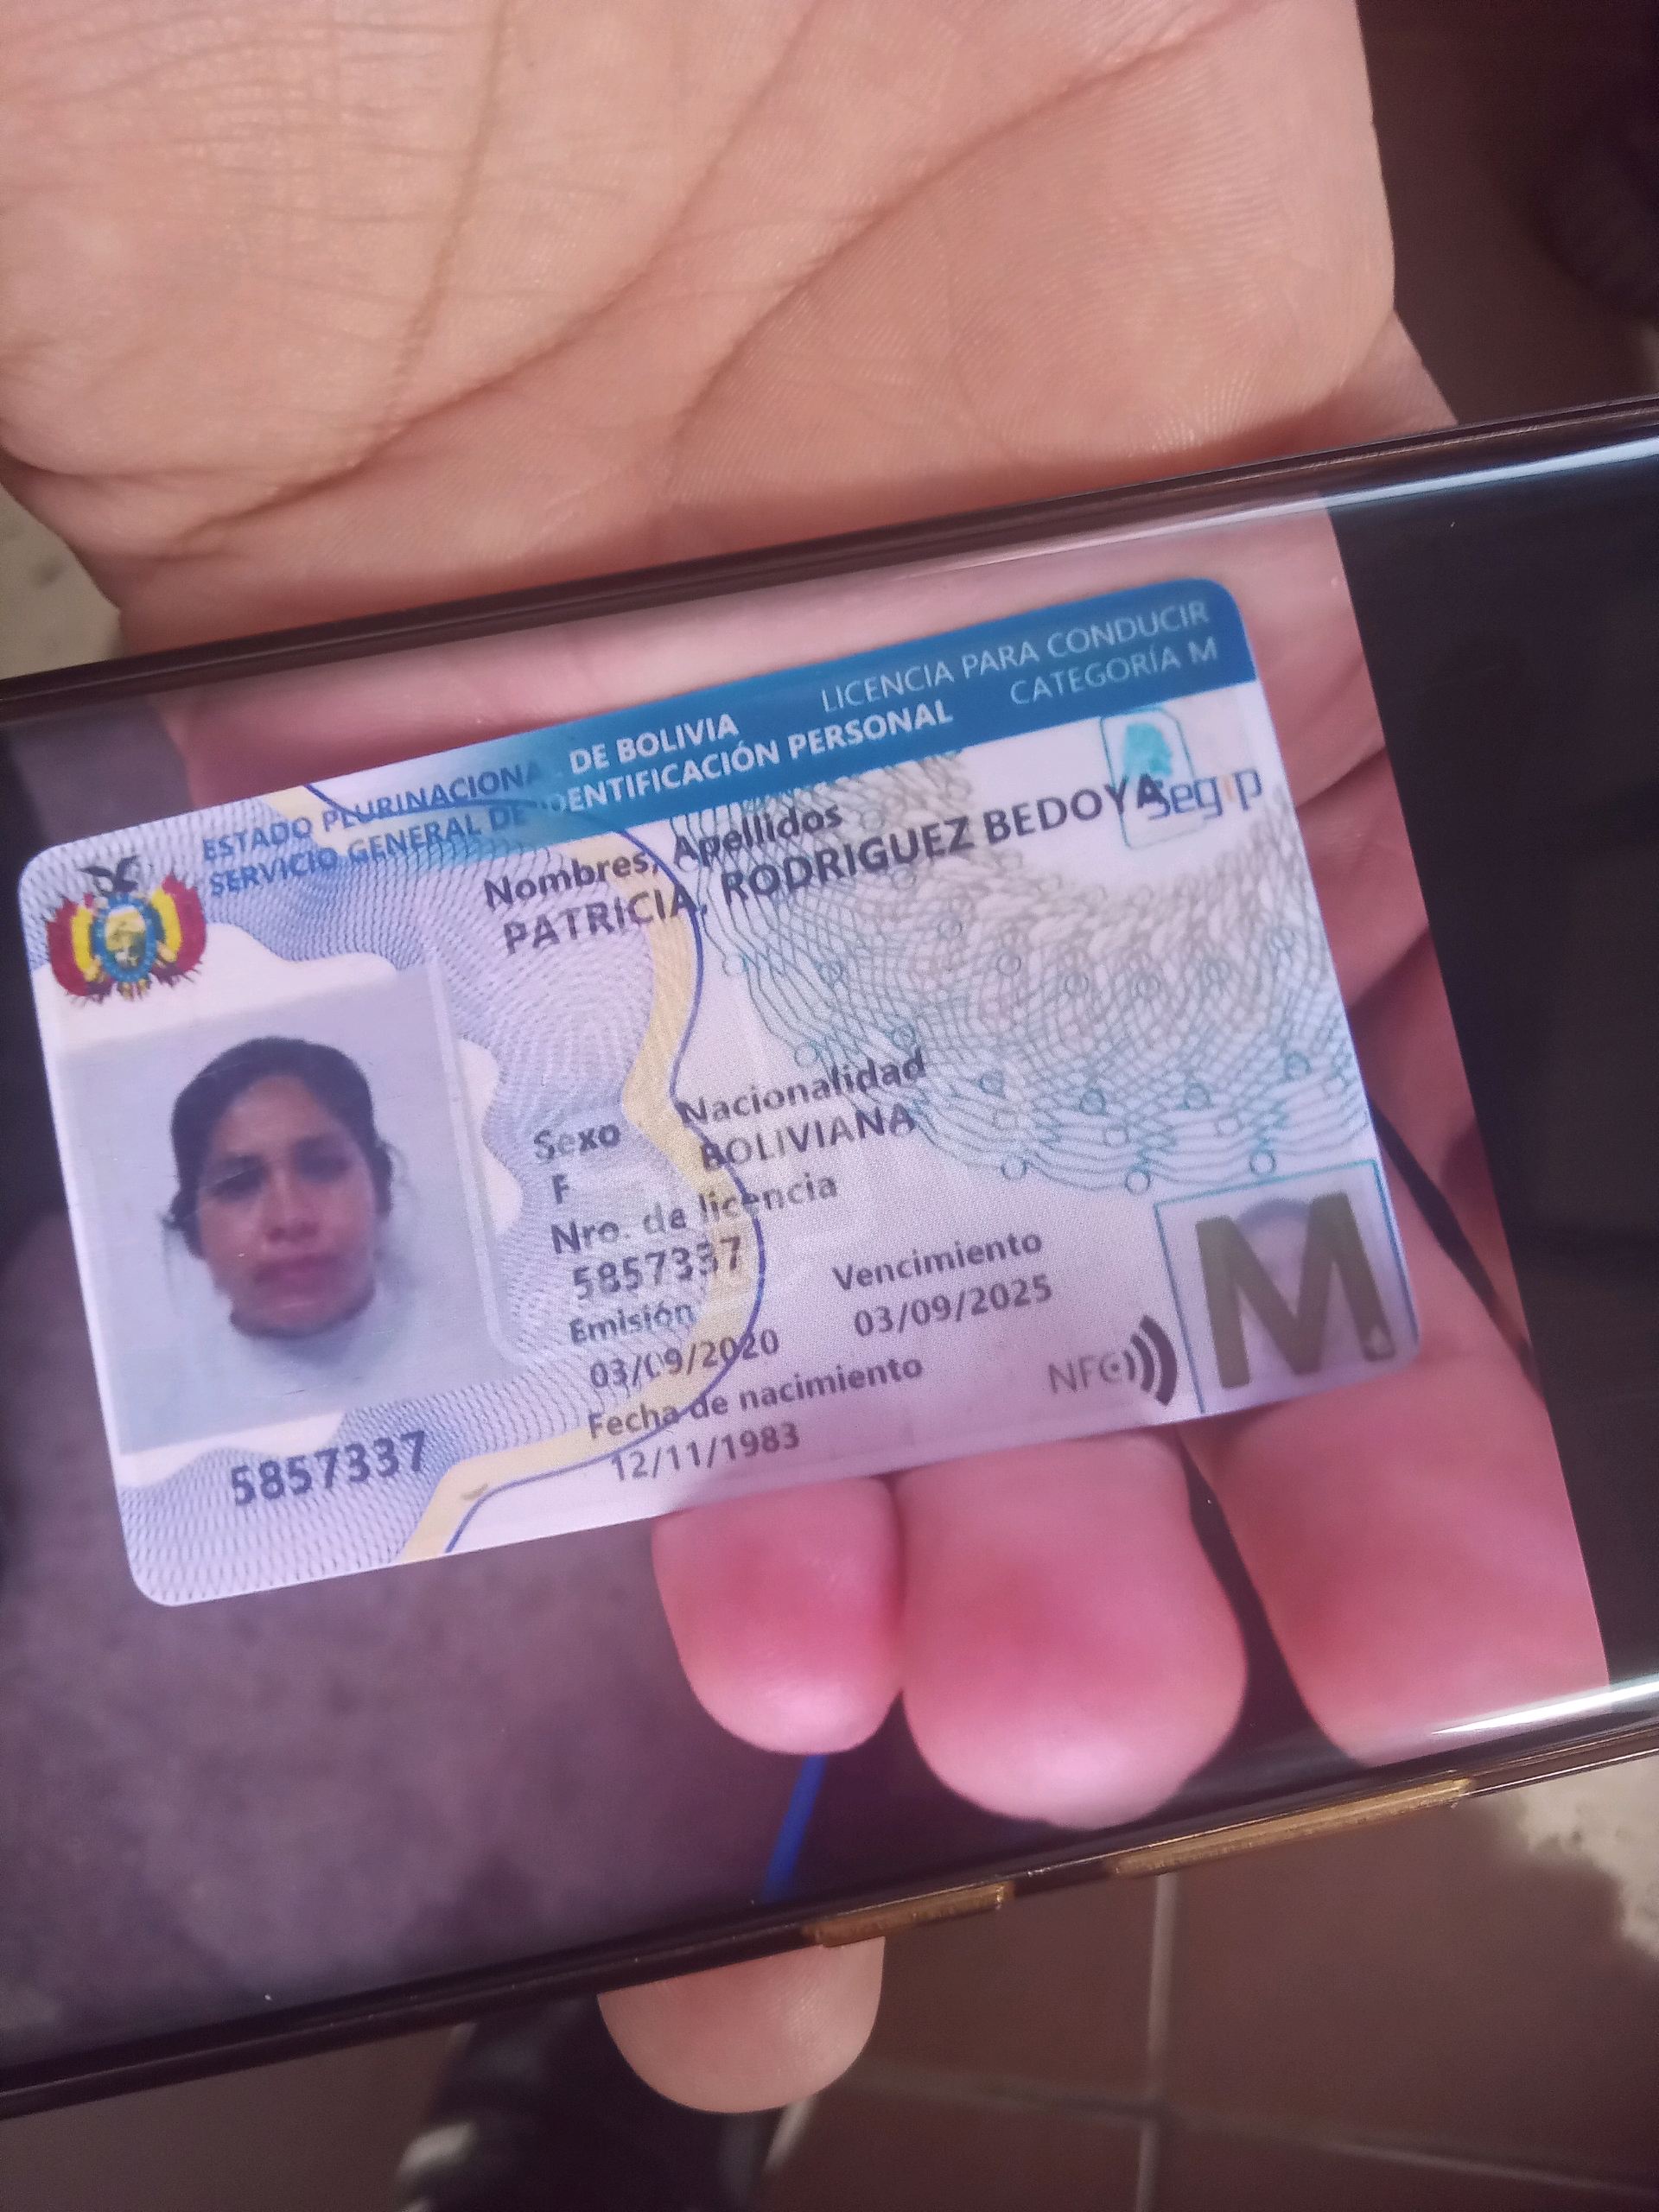 ESTADO PLURINACIONAL DE BOLIVIA
SERVICIO GENERAL DE IDENTIFICACIÓN PERSONAL
LICENCIA PARA CONDUCIR
CATEGORÍA M
Segip
Nombres, Apellidos
PATRICIA, RODRIGUEZ BEDOYA
Sexo Nacionalidad
F BOLIVIANA
Nro. de licencia
5857337
Emisión Vencimiento
03/09/2020 03/09/2025
Fecha de nacimiento
12/11/1983
NFC
M
5857337